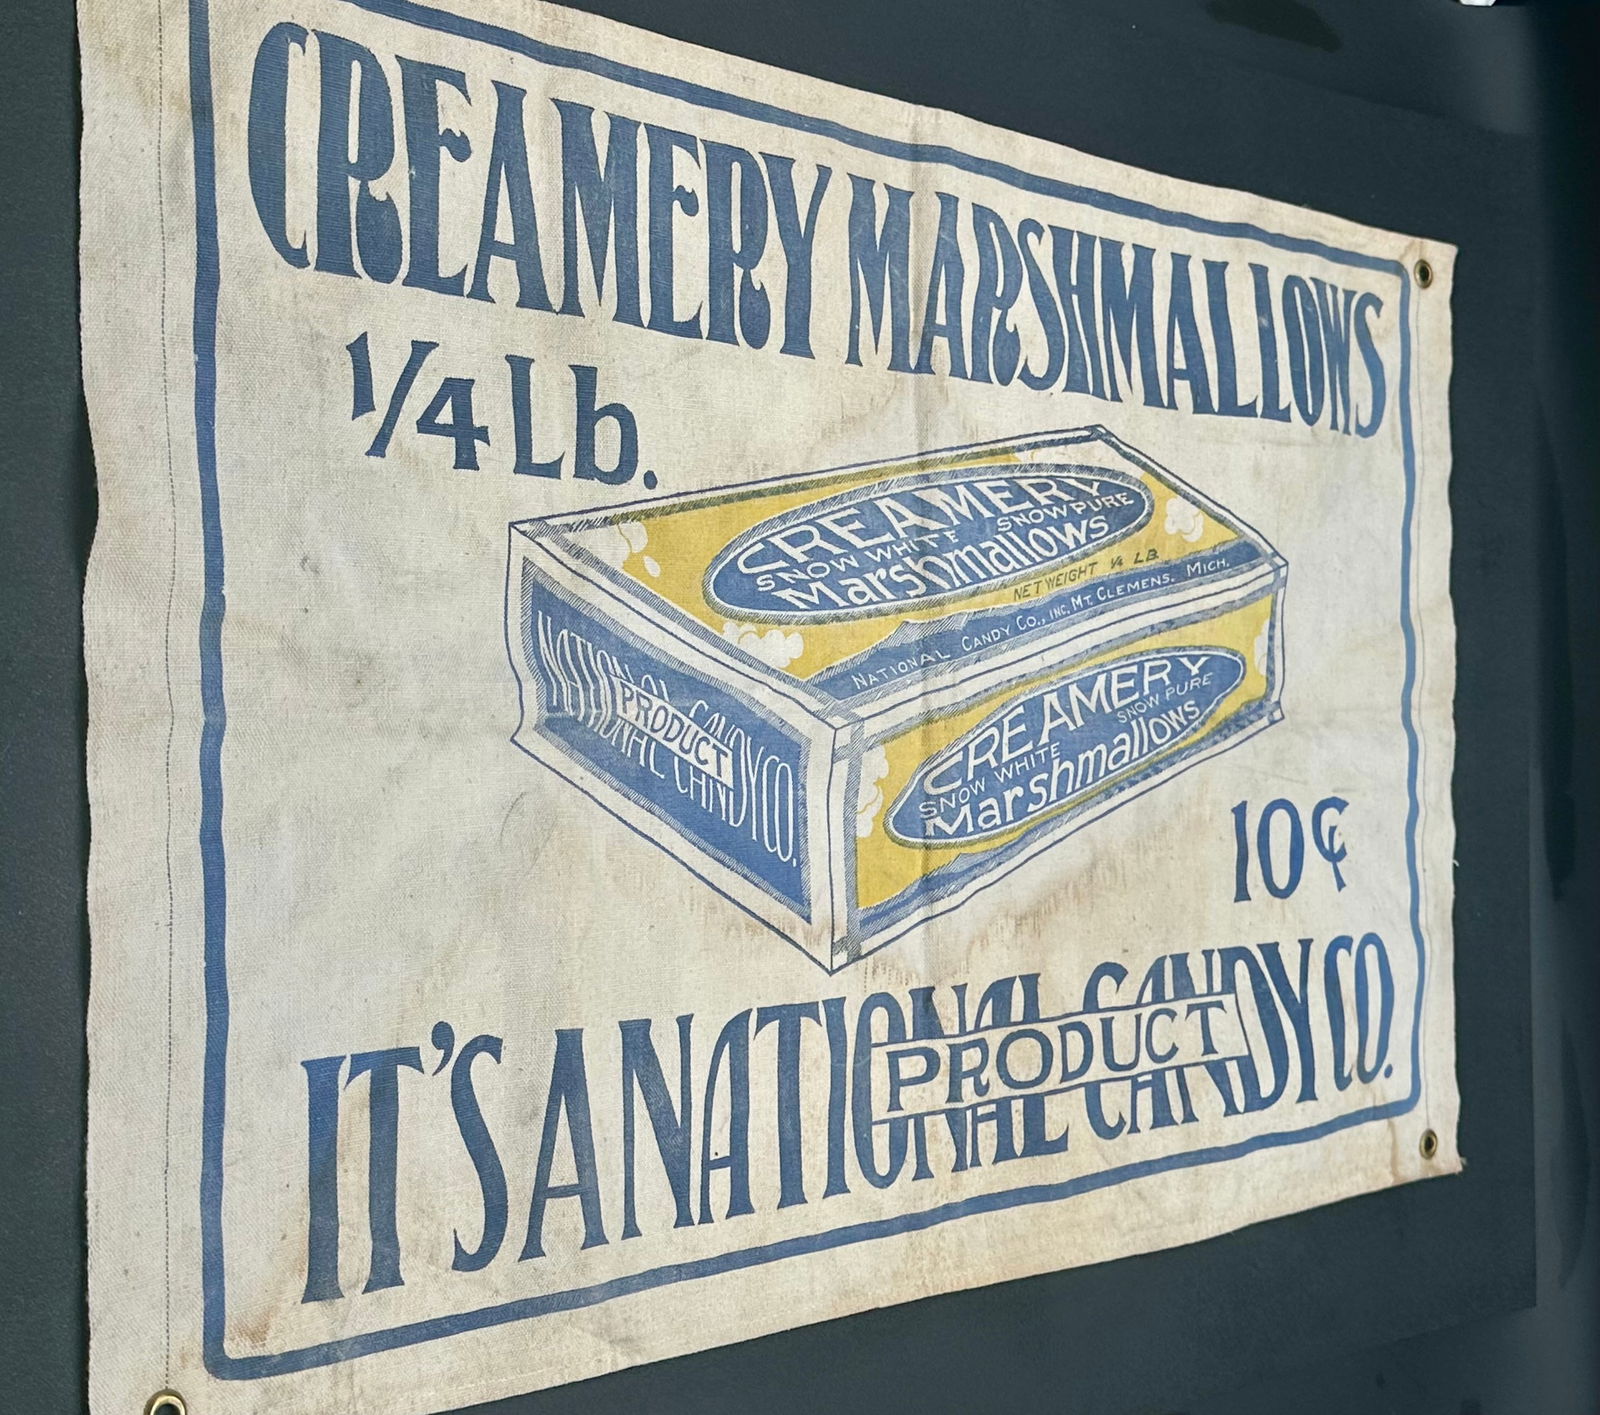 CREAMERY MARSHMALLOWS
1/4 Lb.
CREAMERY
SNOW WHITE SNOW PURE
Marshmallows
NET WEIGHT 1/4 LB.
NATIONAL CANDY CO., INC. MT. CLEMENS. MICH.
NATIONAL CANDY CO.
PRODUCT
CREAMERY
SNOW WHITE SNOW PURE
Marshmallows
10¢
IT'S A NATIONAL CANDY CO.
PRODUCT